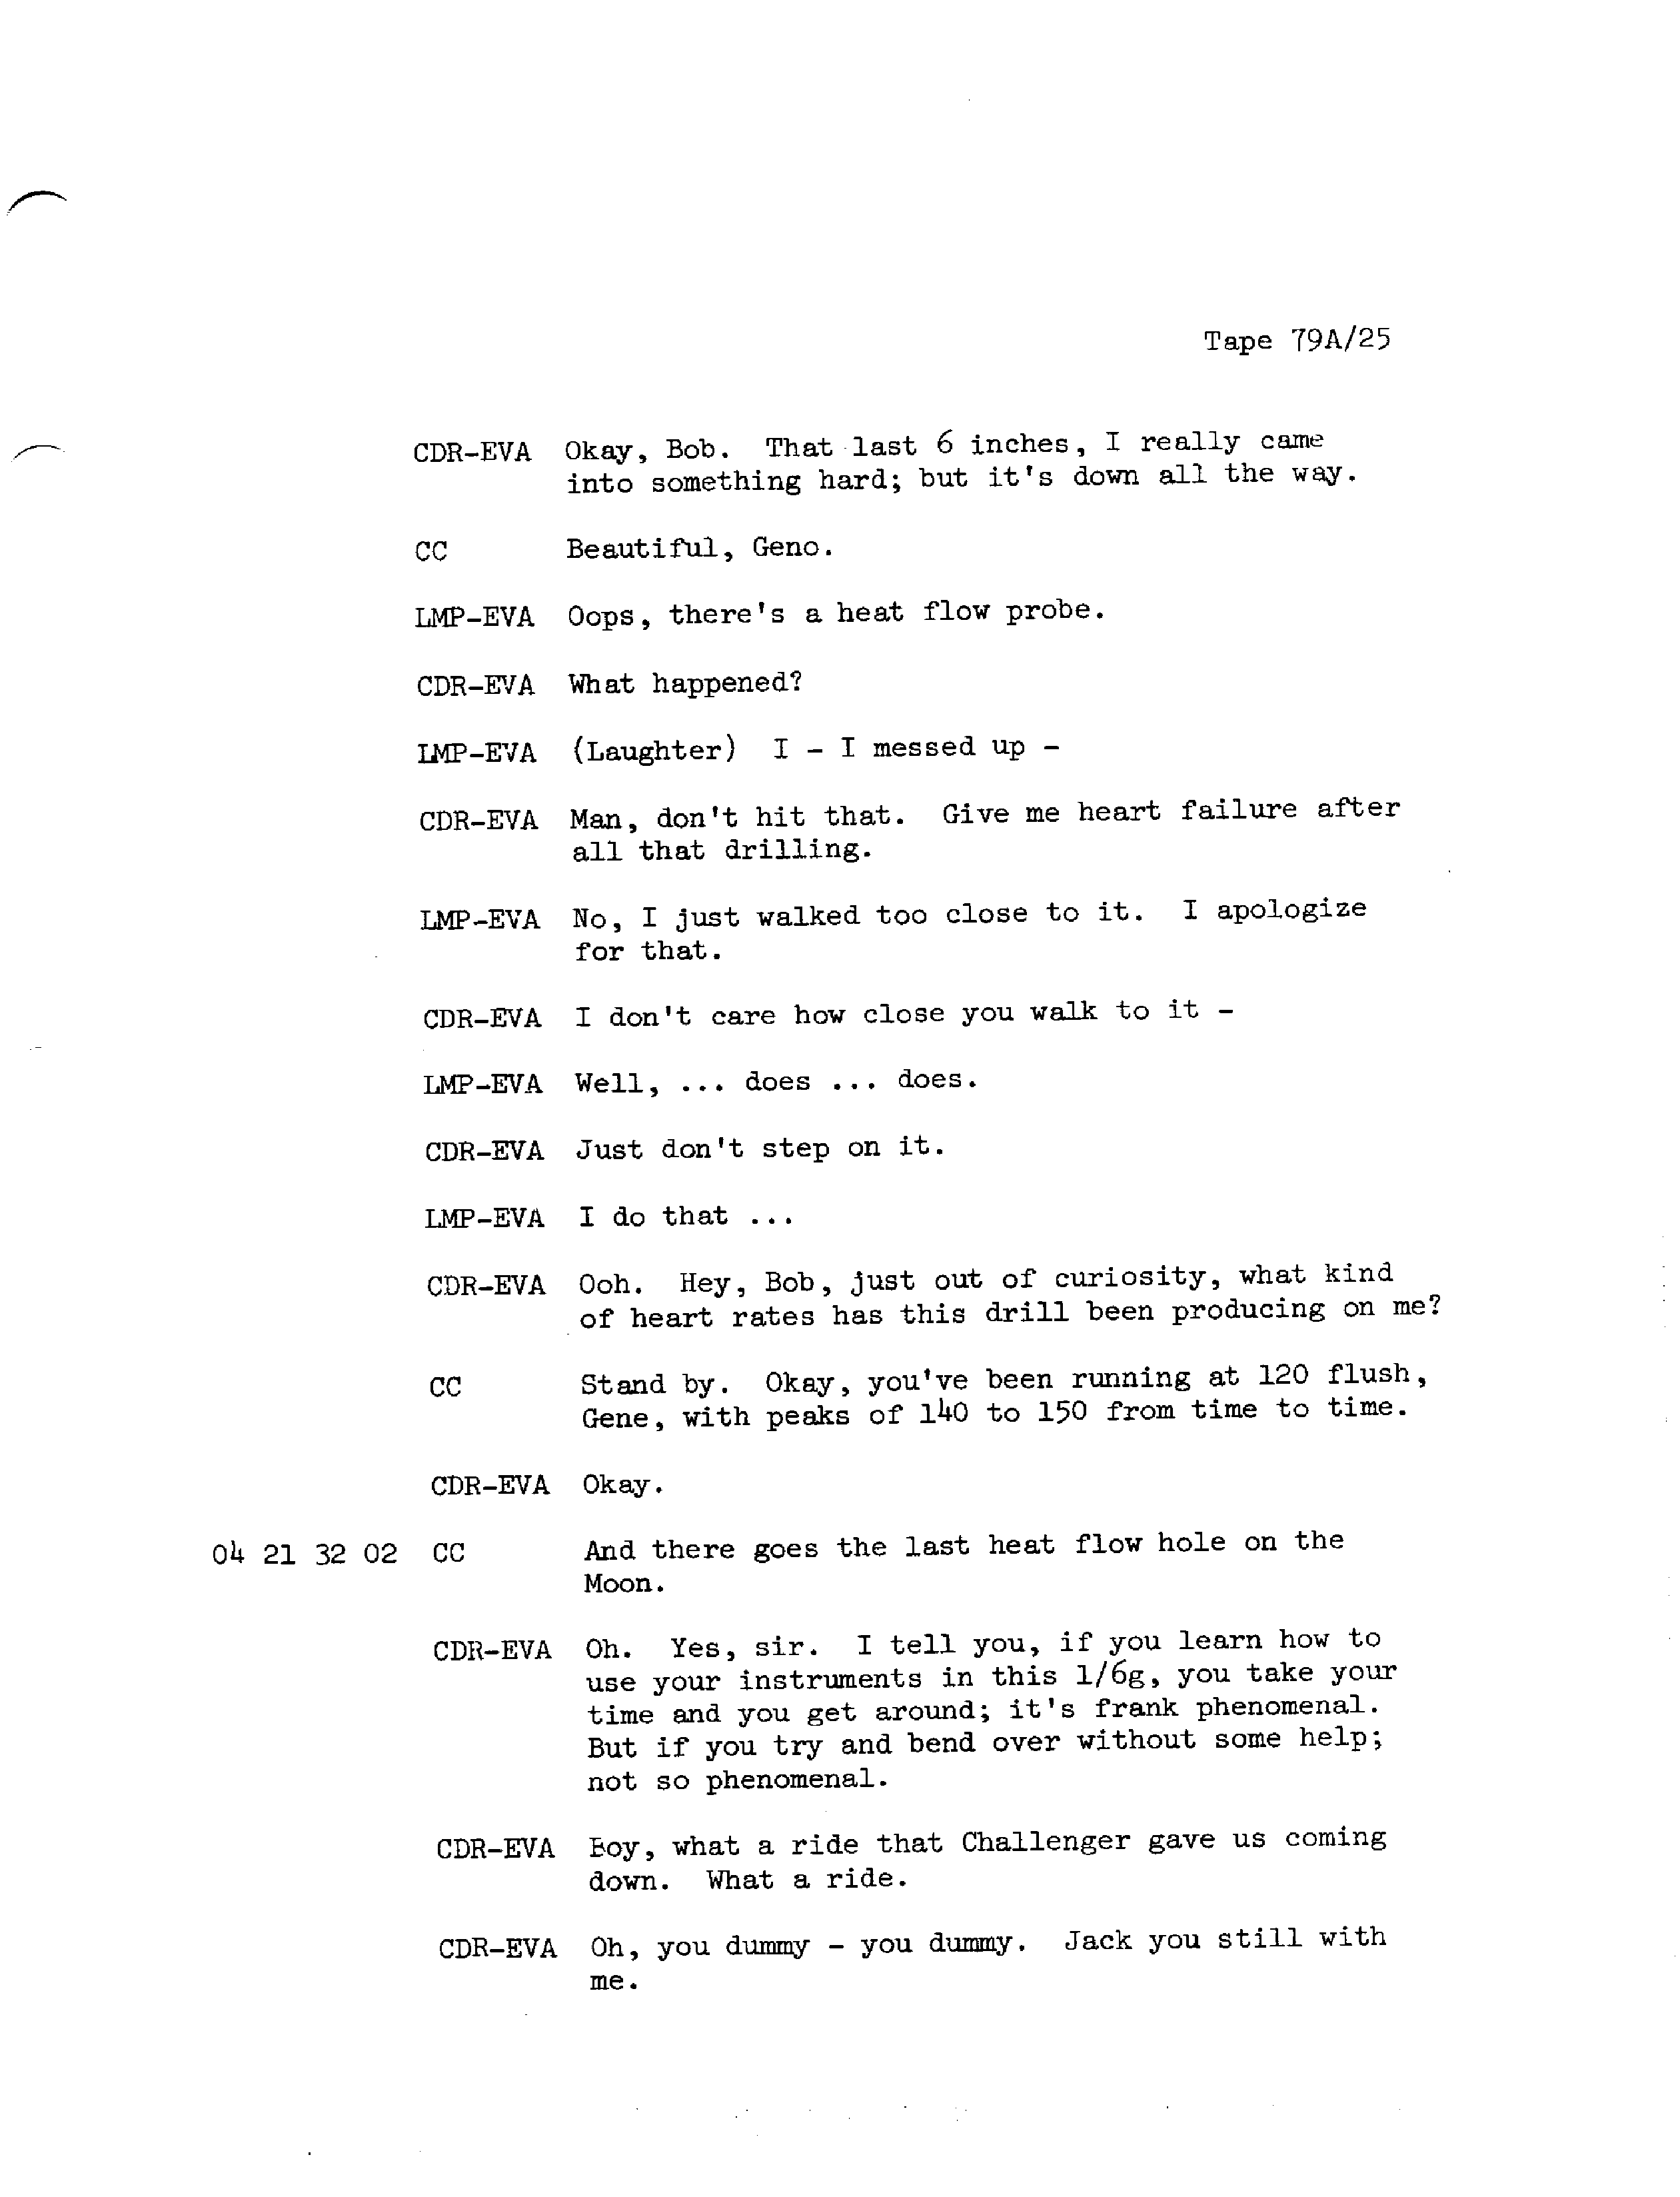 Tape 79A/25
CDR-EVA Okay, Bob. That last 6 inches, I really came
into something hard; but it's down all the way.
CC Beautiful, Geno.
LMP-EVA Oops, there's a heat flow probe.
CDR-EVA What happened?
LMP-EVA (Laughter) I - I messed up -
CDR-EVA Man, don't hit that. Give me heart failure after
all that drilling.
LMP-EVA No, I just walked too close to it. I apologize
for that.
CDR-EVA I don't care how close you walk to it -
LMP-EVA Well, ... does ... does.
CDR-EVA Just don't step on it.
LMP-EVA I do that ...
CDR-EVA Ooh. Hey, Bob, just out of curiosity, what kind
of heart rates has this drill been producing on me?
CC Stand by. Okay, you've been running at 120 flush,
Gene, with peaks of 140 to 150 from time to time.
CDR-EVA Okay.
04 21 32 02 CC And there goes the last heat flow hole on the
Moon.
CDR-EVA Oh. Yes, sir. I tell you, if you learn how to
use your instruments in this 1/6g, you take your
time and you get around; it's frank phenomenal.
But if you try and bend over without some help;
not so phenomenal.
CDR-EVA Boy, what a ride that Challenger gave us coming
down. What a ride.
CDR-EVA Oh, you dummy - you dummy. Jack you still with
me.